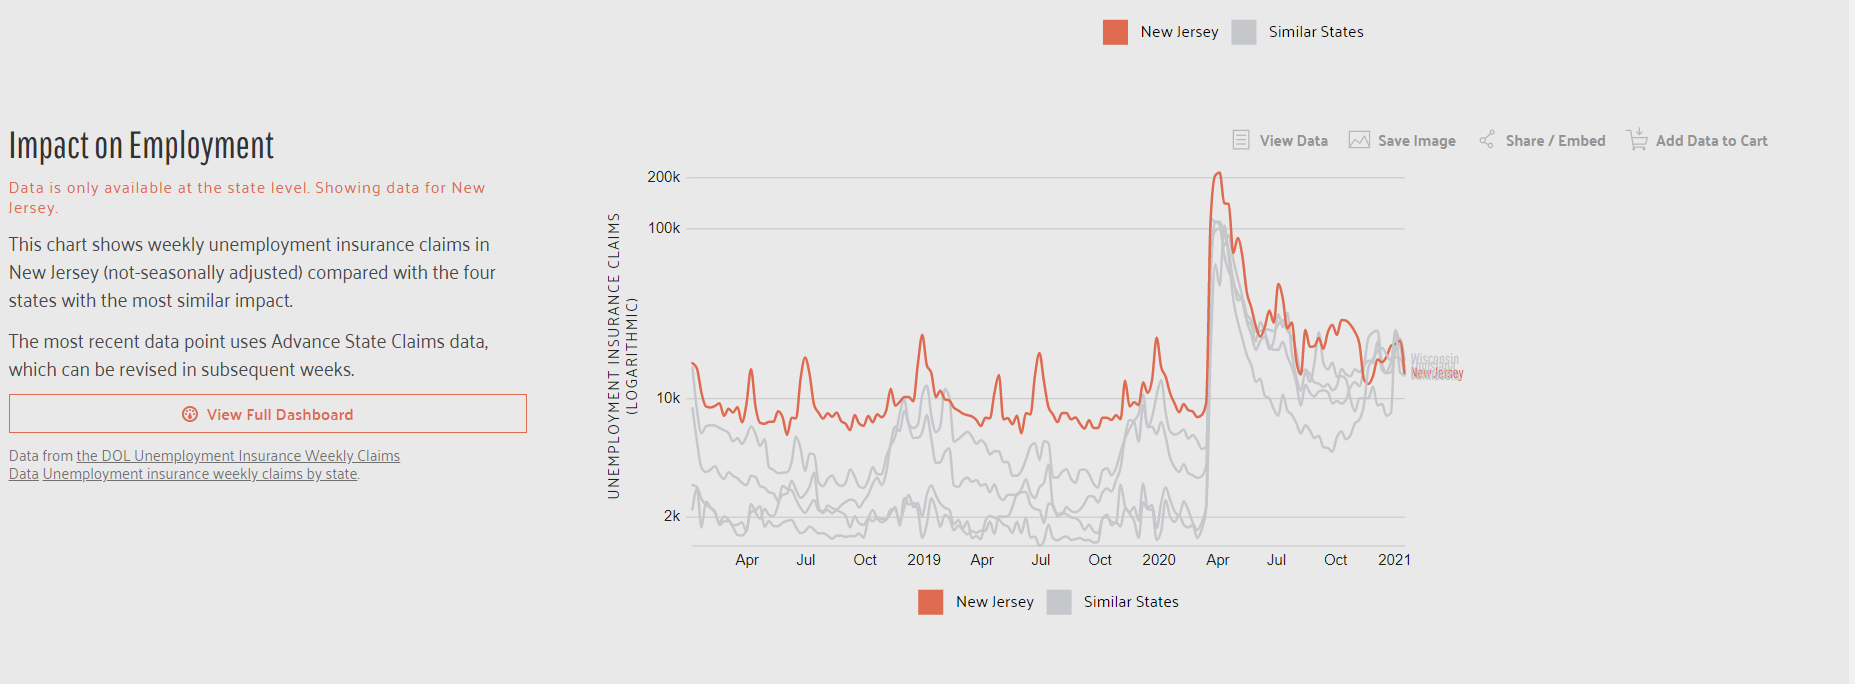 New Jersey Similar States
Impact on Employment
View Data Save Image Share / Embed Add Data to Cart
Data is only available at the state level. Showing data for New
Jersey.
This chart shows weekly unemployment insurance claims in
New Jersey (not-seasonally adjusted) compared with the four
states with the most similar impact.
The most recent data point uses Advance State Claims data,
which can be revised in subsequent weeks.
View Full Dashboard
Data from the DOL Unemployment Insurance Weekly Claims
Data Unemployment insurance weekly claims by state.
UNEMPLOYMENT INSURANCE CLAIMS
(LOGARITHMIC)
200k
100k
10k
2k
Wisconsin
New Jersey
Apr Jul Oct 2019 Apr Jul Oct 2020 Apr Jul Oct 2021
New Jersey Similar States